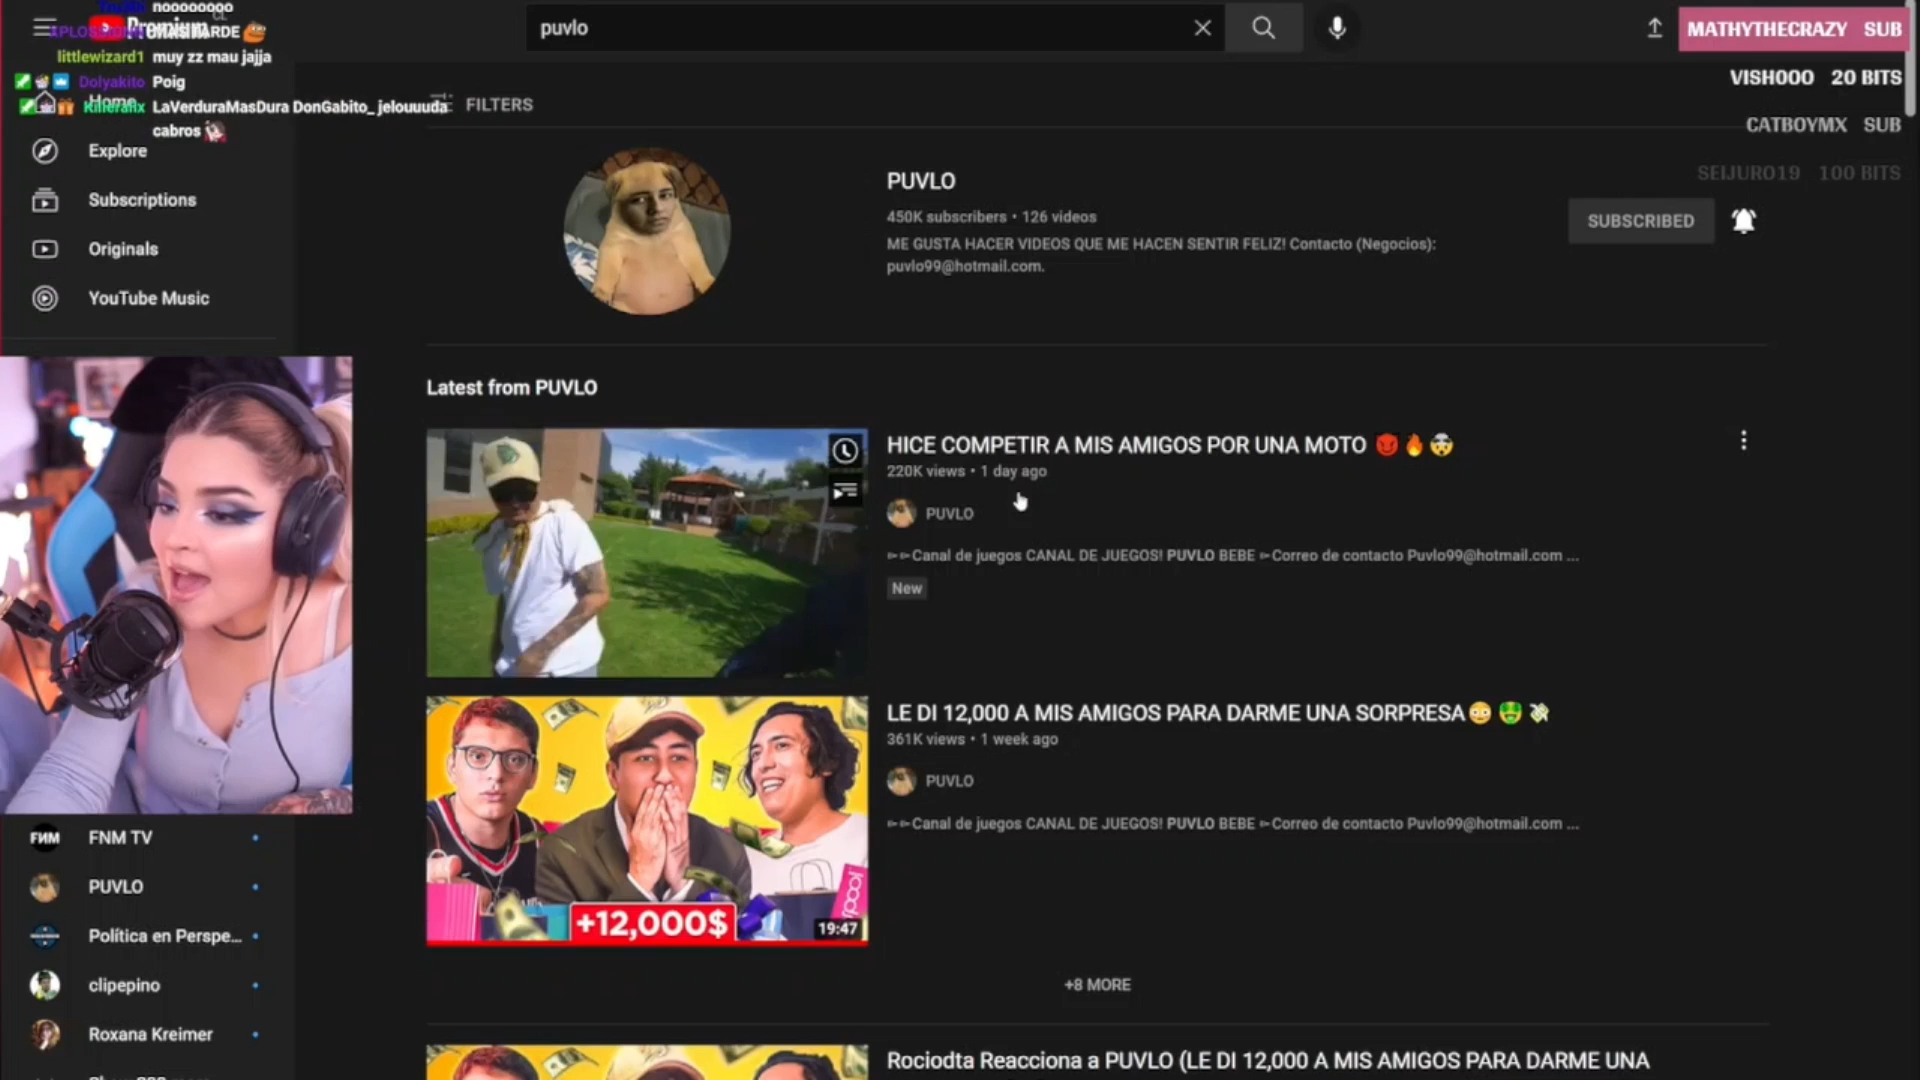 nooooooooo
Premium
CL
TARDE
littlewizard1 muy zz mau jajja
Dolyakito Poig
Home
LaVerduraMasDura DonGabito_ jelouuuda
cabros
Explore
Subscriptions
Originals
YouTube Music
FNM TV
PUVLO
Política en Perspe...
clipepino
Roxana Kreimer
puvlo
FILTERS
MATHYTHECRAZY SUB
VISHOOO 20 BITS
CATBOYMX SUB
SEIJURO19 100 BITS
PUVLO
450K subscribers • 126 videos
ME GUSTA HACER VIDEOS QUE ME HACEN SENTIR FELIZ! Contacto (Negocios):
puvlo99@hotmail.com.
SUBSCRIBED
Latest from PUVLO
HICE COMPETIR A MIS AMIGOS POR UNA MOTO 😈🔥🤯
220K views • 1 day ago
PUVLO
➳➳Canal de juegos CANAL DE JUEGOS! PUVLO BEBE ➳Correo de contacto Puvlo99@hotmail.com ...
New
LE DI 12,000 A MIS AMIGOS PARA DARME UNA SORPRESA😳 🤑 💸
361K views • 1 week ago
PUVLO
➳➳Canal de juegos CANAL DE JUEGOS! PUVLO BEBE ➳Correo de contacto Puvlo99@hotmail.com ...
+12,000$
19:47
+8 MORE
Rociodta Reacciona a PUVLO (LE DI 12,000 A MIS AMIGOS PARA DARME UNA